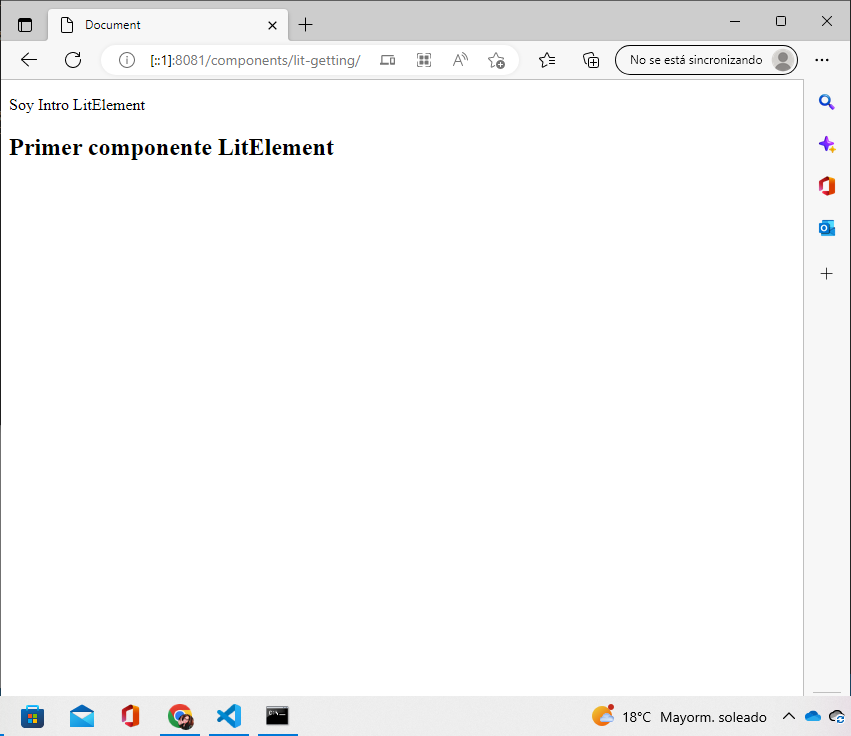 Document
[::1]:8081/components/lit-getting/
No se está sincronizando
Soy Intro LitElement
Primer componente LitElement
18°C Mayorm. soleado